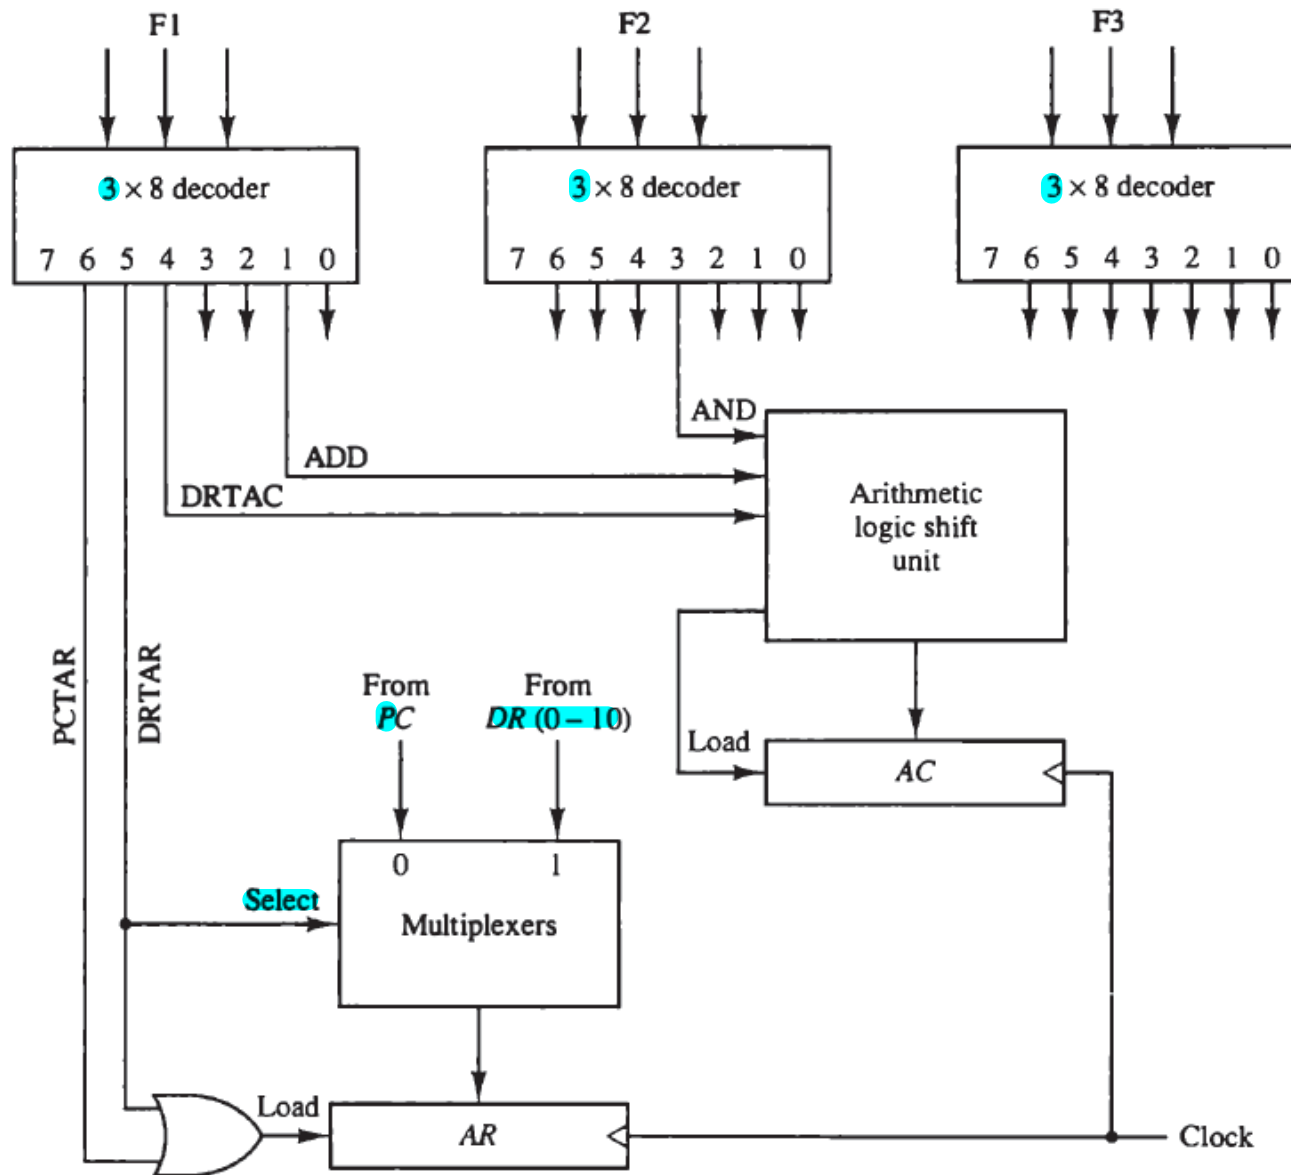 F1 F2 F3
3 × 8 decoder 3 × 8 decoder 3 × 8 decoder
7 6 5 4 3 2 1 0 7 6 5 4 3 2 1 0 7 6 5 4 3 2 1 0
AND
ADD
DRTAC
Arithmetic
logic shift
unit
PCTAR
DRTAR
From
PC
From
DR (0 – 10)
Load
AC
0 1
Select
Multiplexers
Load
AR
Clock